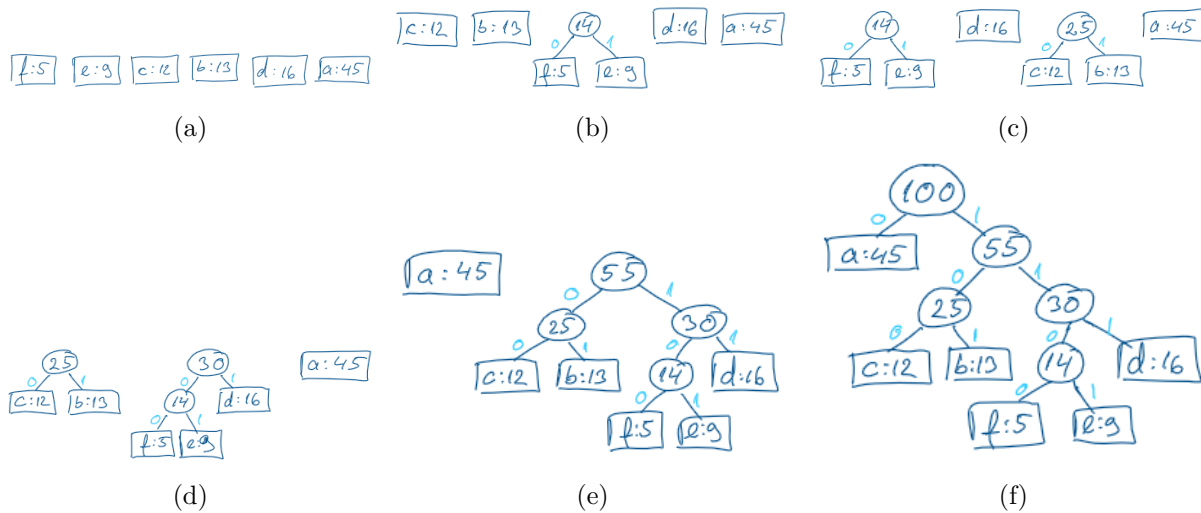 f:5 e:9 c:12 b:13 d:16 a:45
(a)
c:12 b:13 14 d:16 a:45
0 1
f:5 e:9
(b)
14 d:16 25 a:45
0 1 0 1
f:5 e:9 c:12 b:13
(c)
25 30 a:45
0 1 0 1
c:12 b:13 14 d:16
0 1
f:5 e:9
(d)
a:45 55
0 1
25 30
0 1 0 1
c:12 b:13 14 d:16
0 1
f:5 e:9
(e)
100
0 1
a:45 55
0 1
25 30
0 1 0 1
c:12 b:13 14 d:16
0 1
f:5 e:9
(f)